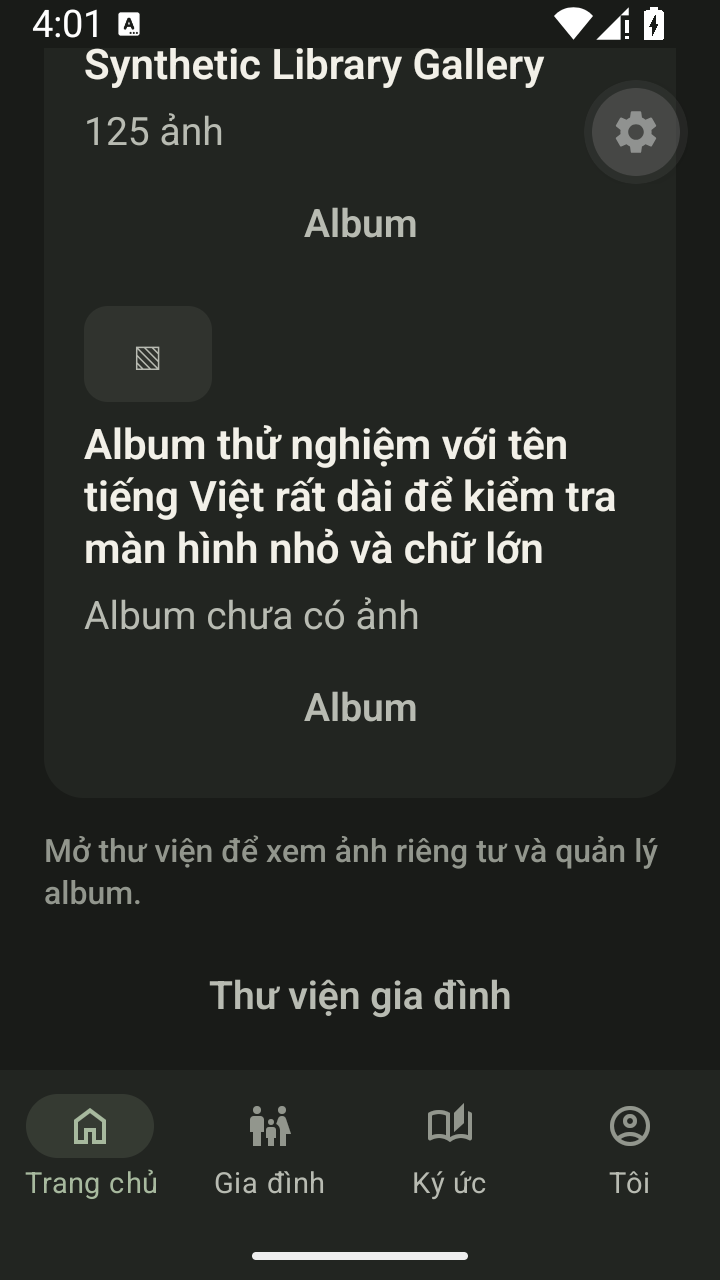 4:01
Synthetic Library Gallery
125 ảnh
Album
Album thử nghiệm với tên
tiếng Việt rất dài để kiểm tra
màn hình nhỏ và chữ lớn
Album chưa có ảnh
Album
Mở thư viện để xem ảnh riêng tư và quản lý
album.
Thư viện gia đình
Trang chủ
Gia đình
Ký ức
Tôi